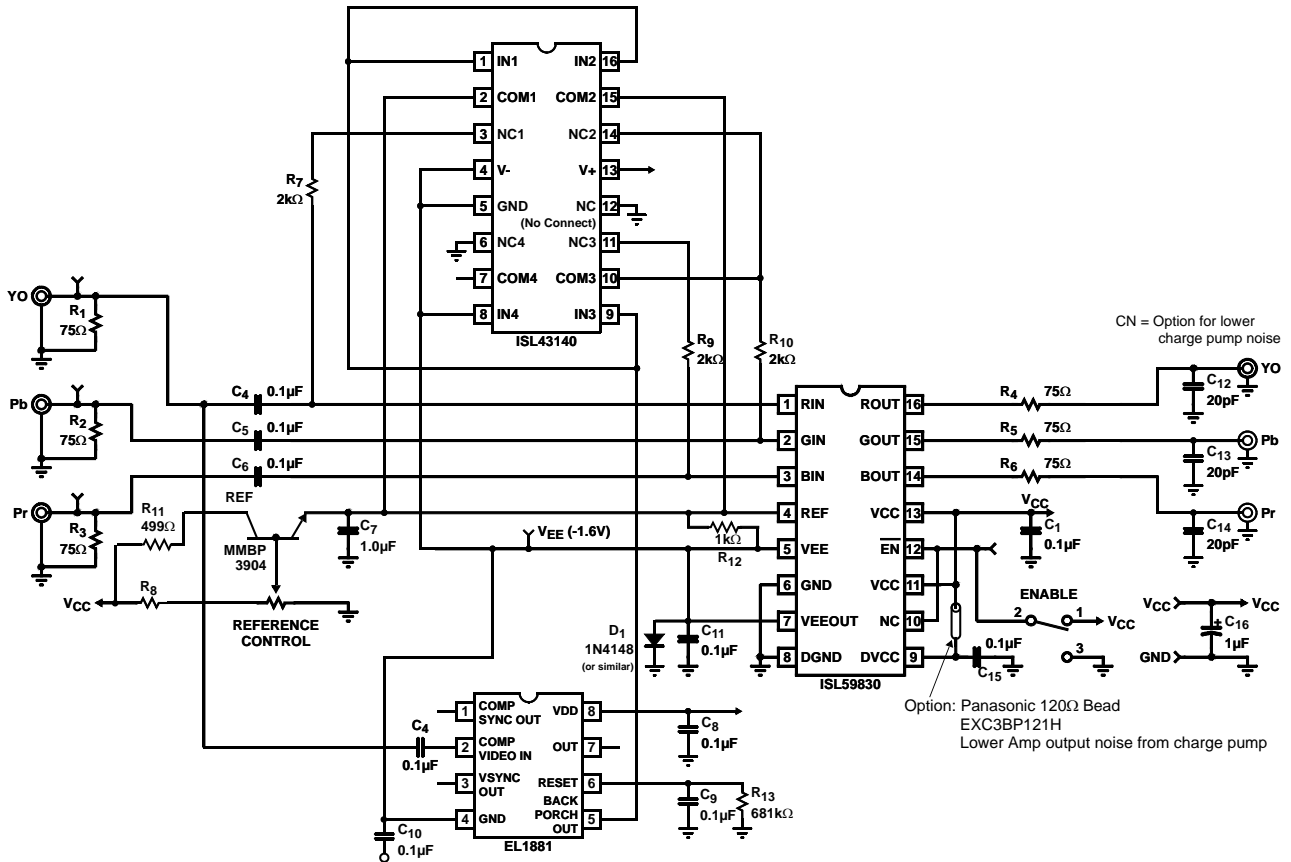 1 IN1 IN2 16
2 COM1 COM2 15
3 NC1 NC2 14
4 V- V+ 13
5 GND NC 12
(No Connect)
6 NC4 NC3 11
7 COM4 COM3 10
8 IN4 IN3 9
ISL43140
R7
2kΩ
R9
2kΩ
R10
2kΩ
YO
R1
75Ω
Pb
R2
75Ω
Pr
R3
75Ω
C4 0.1µF
C5 0.1µF
C6 0.1µF
REF
R11
499Ω
MMBP
3904
C7
1.0µF
VCC
R8
REFERENCE
CONTROL
VEE (-1.6V)
1kΩ
R12
D1
1N4148
(or similar)
C11
0.1µF
1 RIN ROUT 16
2 GIN GOUT 15
3 BIN BOUT 14
4 REF VCC 13
5 VEE EN 12
6 GND VCC 11
7 VEEOUT NC 10
8 DGND DVCC 9
ISL59830
CN = Option for lower
charge pump noise
R4 75Ω
R5 75Ω
R6 75Ω
C12
20pF
YO
C13
20pF
Pb
C14
20pF
Pr
VCC
C1
0.1µF
ENABLE
2 1
VCC
3
0.1µF
C15
VCC VCC
+ C16
1µF
GND
Option: Panasonic 120Ω Bead
EXC3BP121H
Lower Amp output noise from charge pump
1 COMP
SYNC OUT
VDD 8
2 COMP
VIDEO IN
OUT 7
3 VSYNC
OUT
RESET 6
4 GND
BACK
PORCH
OUT 5
EL1881
C4
0.1µF
C8
0.1µF
C9
0.1µF
R13
681kΩ
C10
0.1µF